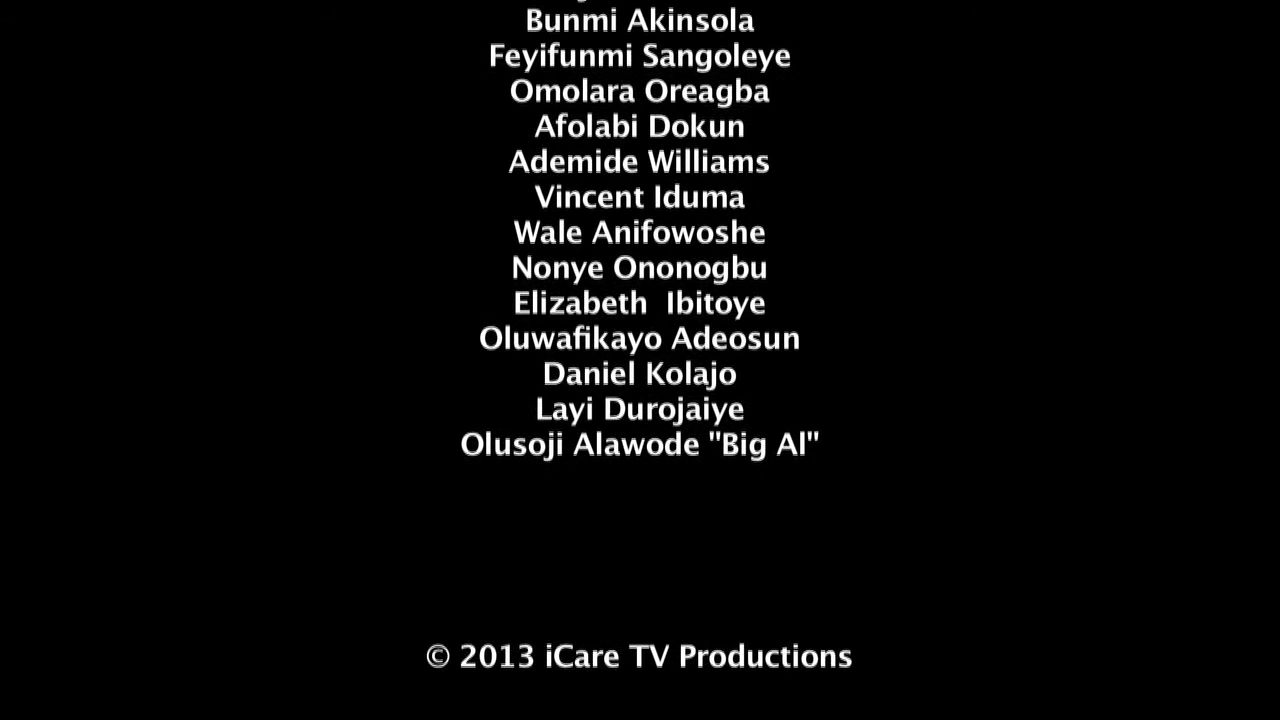 Bunmi Akinsola
Feyifunmi Sangoleye
Omolara Oreagba
Afolabi Dokun
Ademide Williams
Vincent Iduma
Wale Anifowoshe
Nonye Ononogbu
Elizabeth  Ibitoye
Oluwafikayo Adeosun
Daniel Kolajo
Layi Durojaiye
Olusoji Alawode "Big Al"
© 2013 iCare TV Productions